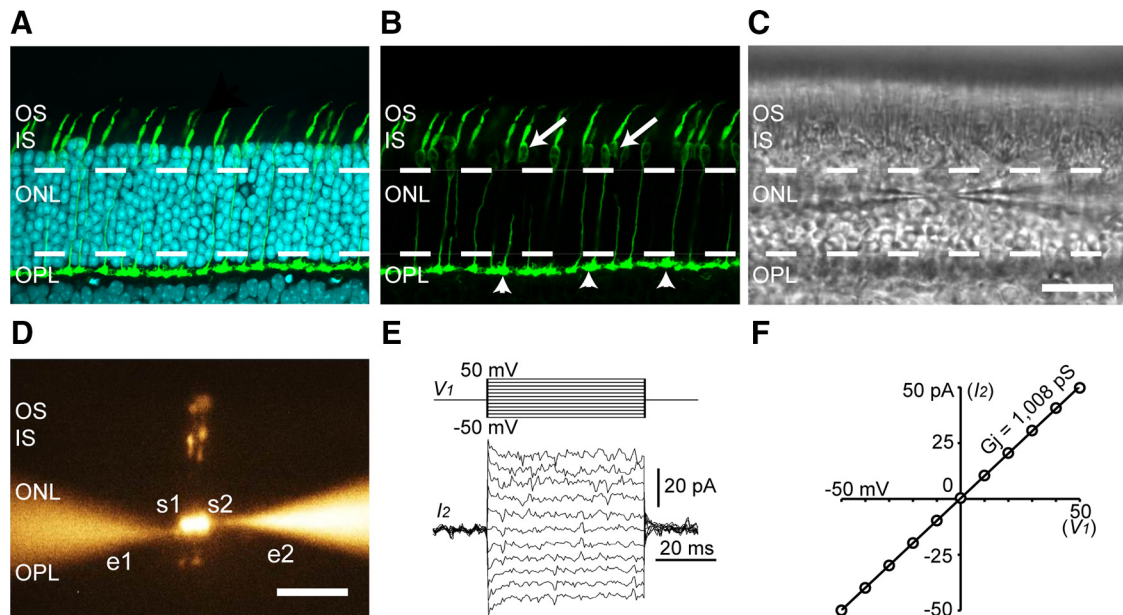 A
OS
IS
ONL
OPL
B
OS
IS
ONL
OPL
C
OS
IS
ONL
OPL
D
OS
IS
ONL
OPL
s1 s2
e1 e2
E
50 mV
V1
-50 mV
I2
20 pA
20 ms
F
50 pA (I2)
Gj = 1,008 pS
25
0
-50 mV
50
(V1)
-25
-50